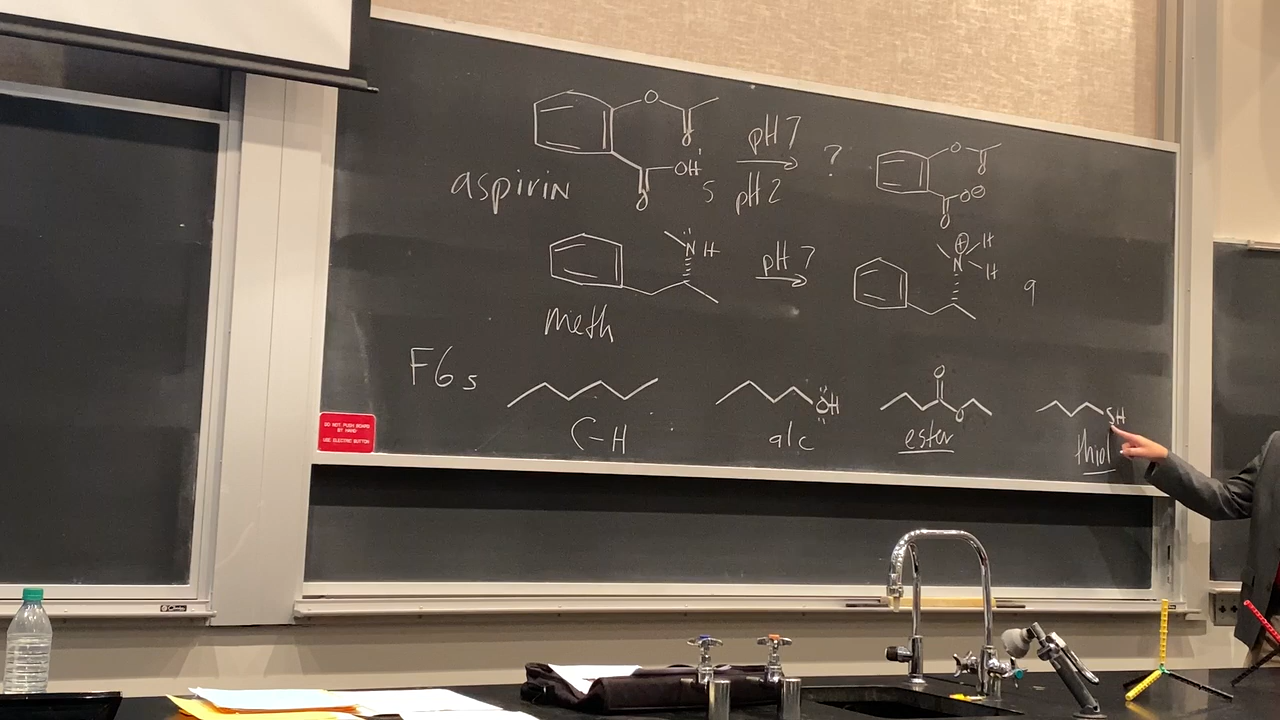 O
O
OH
aspirin
5
pH 7
pH 2
?
O
O
O⊖
O
N H
meth
pH 7
⊕
N H
H
9
FGs
C-H
OH
alc
O
O
ester
SH
thiol
DO NOT PUSH BOARD
BY HAND
USE ELECTRIC BUTTON